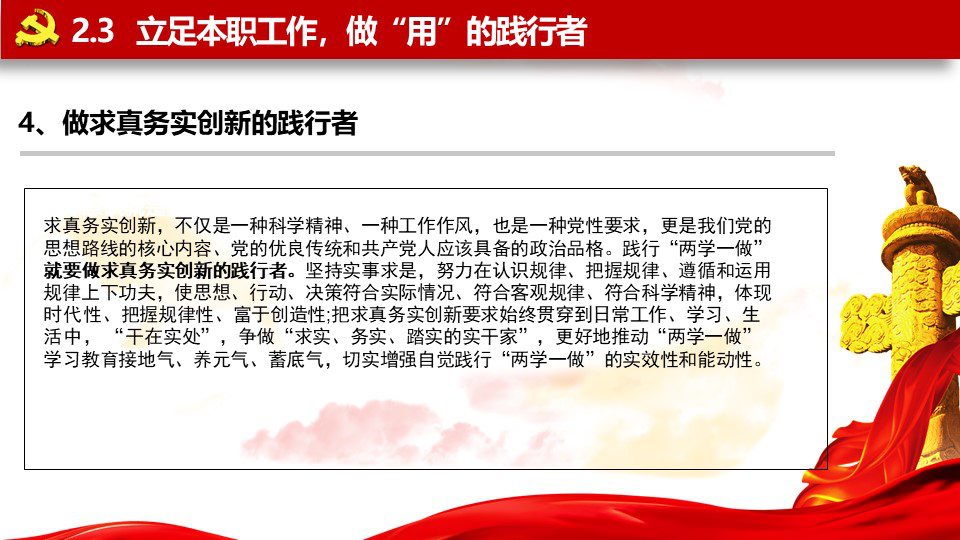 2.3 立足本职工作，做“用”的践行者
4、做求真务实创新的践行者
求真务实创新，不仅是一种科学精神、一种工作作风，也是一种党性要求，更是我们党的
思想路线的核心内容、党的优良传统和共产党人应该具备的政治品格。践行“两学一做”
就要做求真务实创新的践行者。坚持实事求是，努力在认识规律、把握规律、遵循和运用
规律上下功夫，使思想、行动、决策符合实际情况、符合客观规律、符合科学精神，体现
时代性、把握规律性、富于创造性;把求真务实创新要求始终贯穿到日常工作、学习、生
活中，“干在实处”，争做“求实、务实、踏实的实干家”，更好地推动“两学一做”
学习教育接地气、养元气、蓄底气，切实增强自觉践行“两学一做”的实效性和能动性。